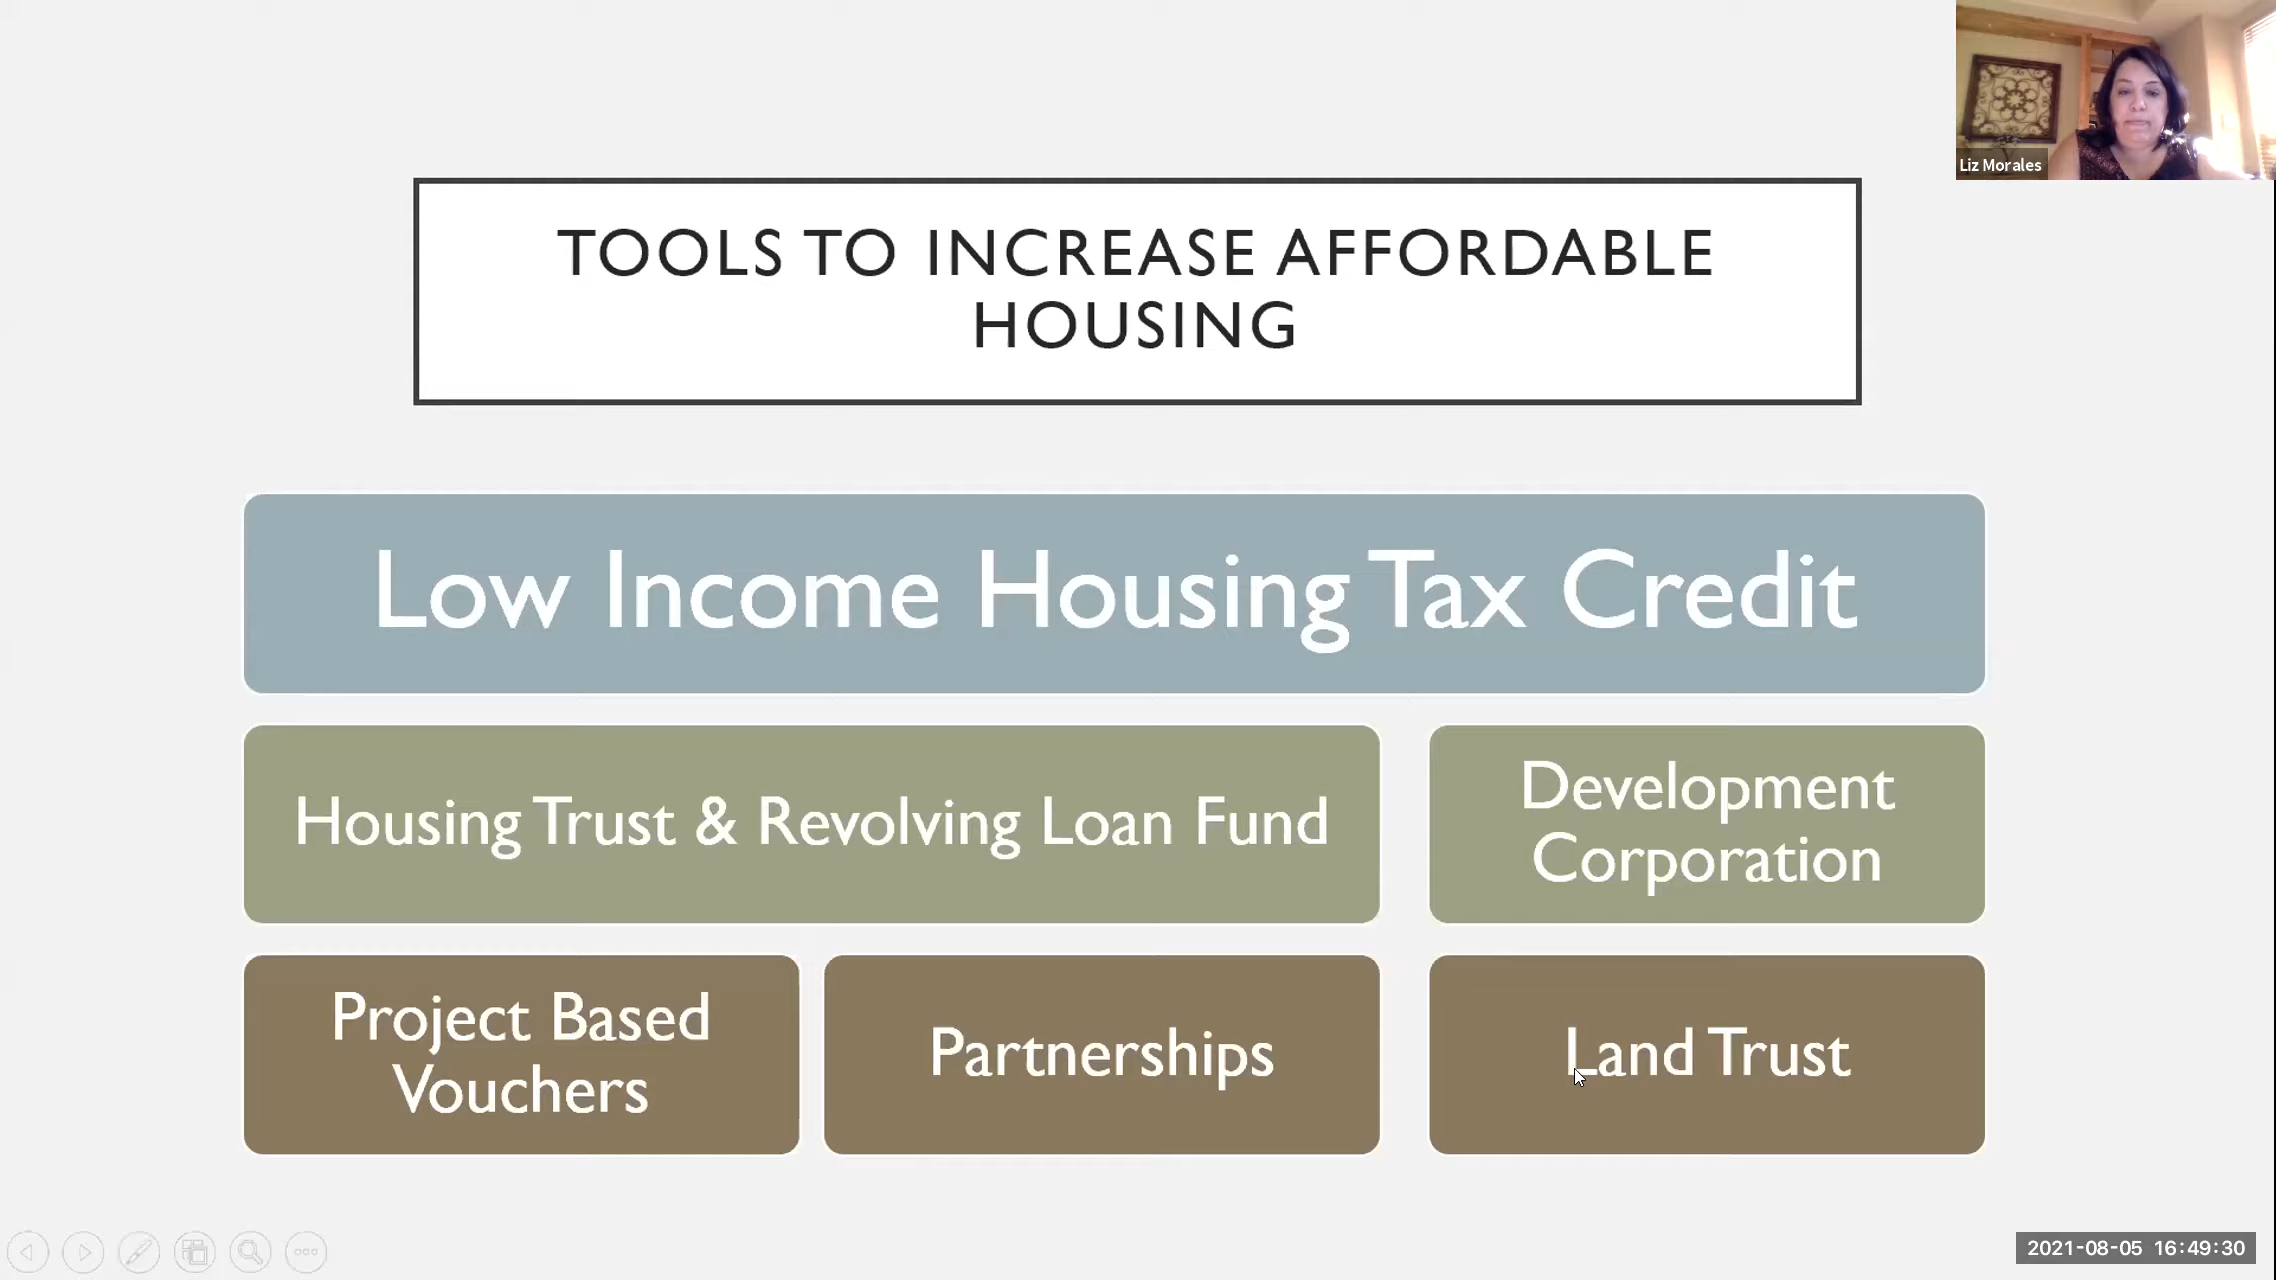 Liz Morales
TOOLS TO INCREASE AFFORDABLE
HOUSING
Low Income Housing Tax Credit
Housing Trust & Revolving Loan Fund
Development
Corporation
Project Based
Vouchers
Partnerships
Land Trust
2021-08-05 16:49:30